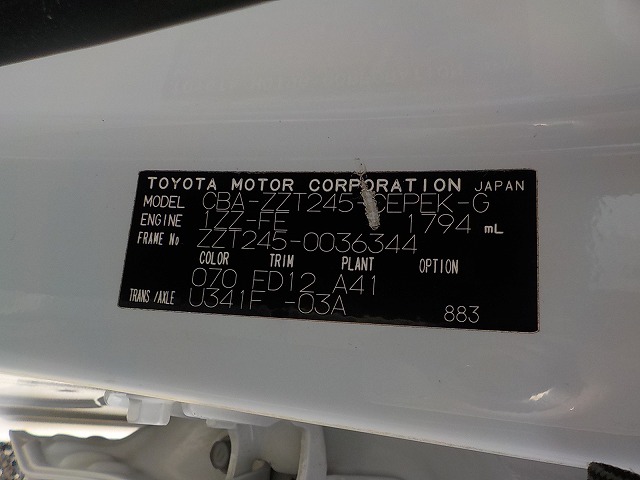 TOYOTA MOTOR CORPORATION JAPAN
MODEL CBA-ZZT245-CEPEK-G
ENGINE 1ZZ-FE 1794 mL
FRAME No ZZT245-0036344
COLOR TRIM PLANT OPTION
070 ED12 A41
TRANS/AXLE U341F -03A
883